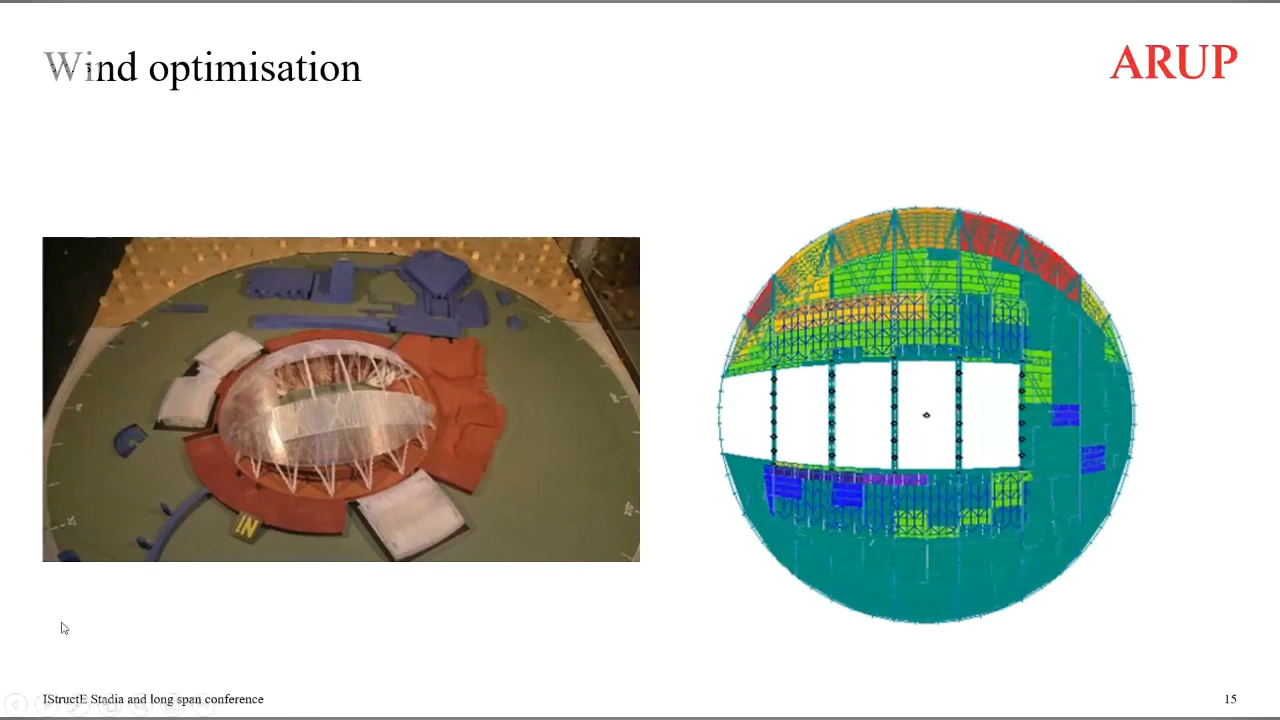 Wind optimisation
ARUP
IN
IStructE Stadia and long span conference
15